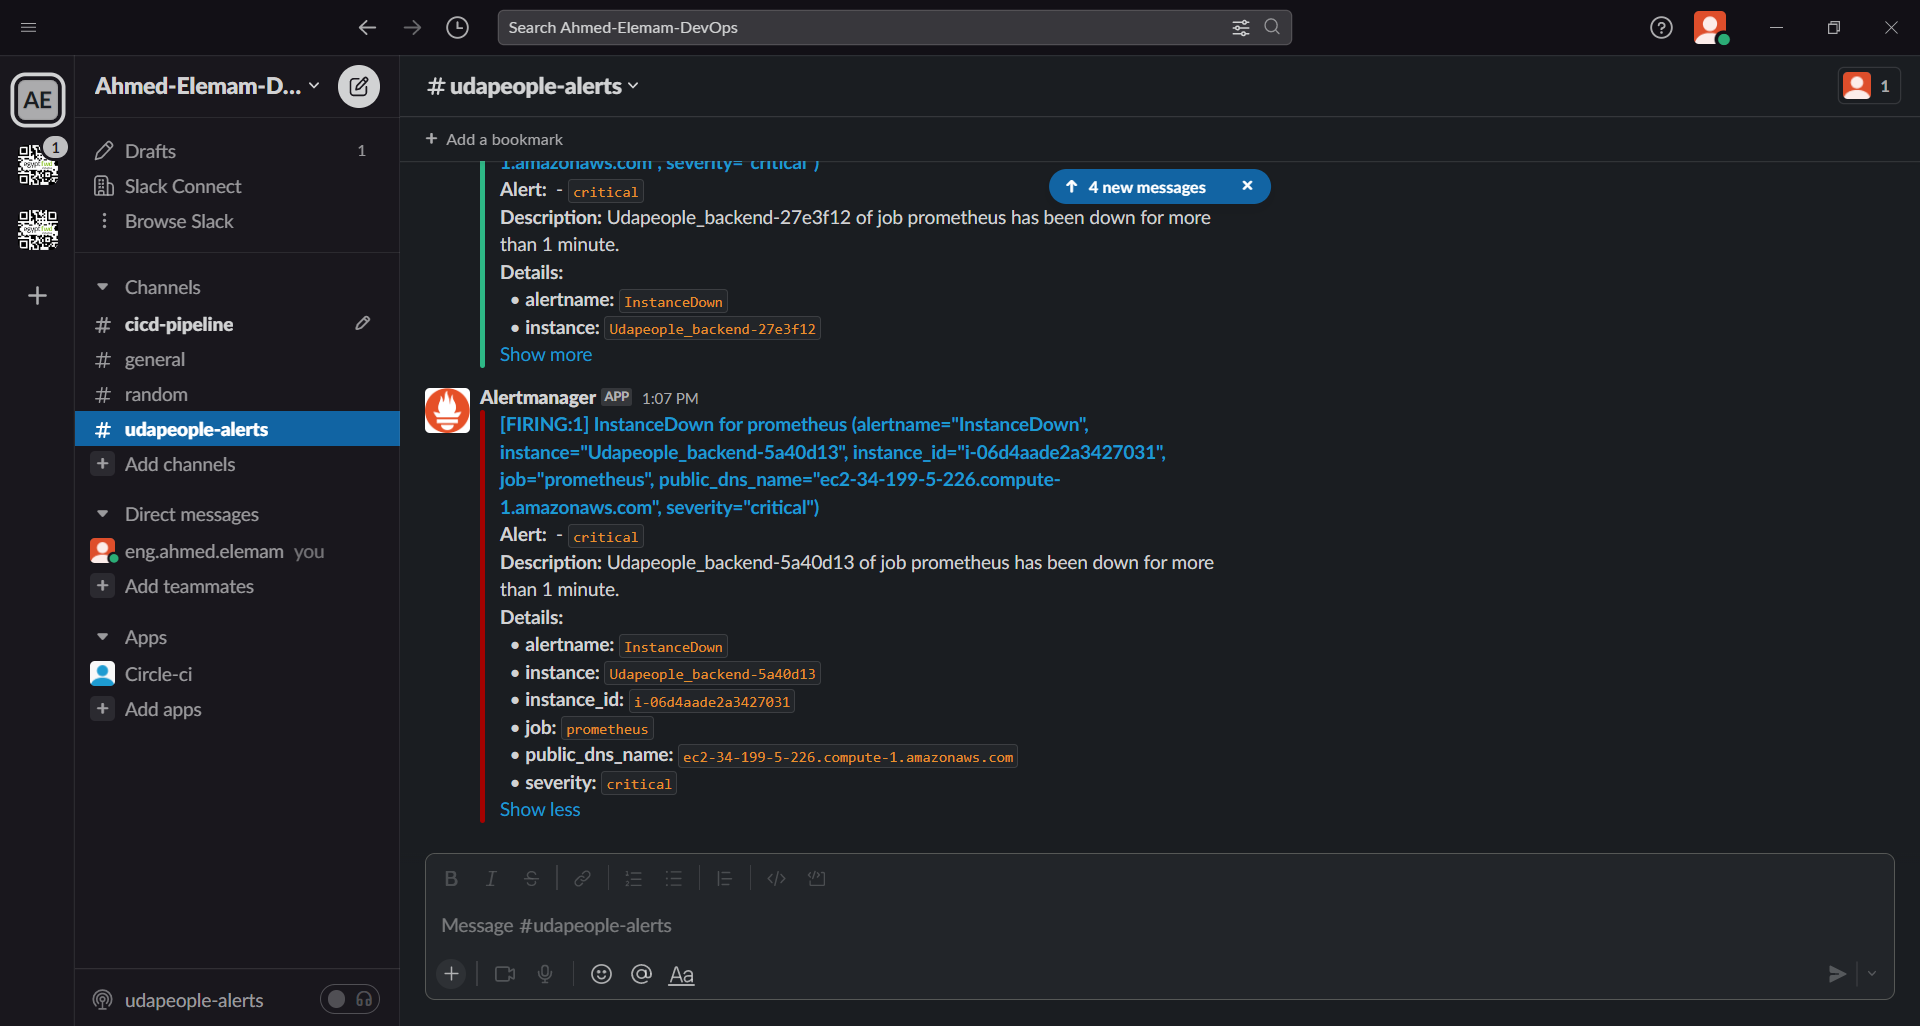 Search Ahmed-Elemam-DevOps
AE
Ahmed-Elemam-D...
# udapeople-alerts
1
+ Add a bookmark
1
Drafts 1
Slack Connect
Browse Slack
Channels
# cicd-pipeline
# general
# random
# udapeople-alerts
+ Add channels
Direct messages
eng.ahmed.elemam you
+ Add teammates
Apps
Circle-ci
+ Add apps
udapeople-alerts
1.amazonaws.com", severity="critical")
↑ 4 new messages ×
Alert: - critical
Description: Udapeople_backend-27e3f12 of job prometheus has been down for more
than 1 minute.
Details:
• alertname: InstanceDown
• instance: Udapeople_backend-27e3f12
Show more
Alertmanager APP 1:07 PM
[FIRING:1] InstanceDown for prometheus (alertname="InstanceDown",
instance="Udapeople_backend-5a40d13", instance_id="i-06d4aade2a3427031",
job="prometheus", public_dns_name="ec2-34-199-5-226.compute-
1.amazonaws.com", severity="critical")
Alert: - critical
Description: Udapeople_backend-5a40d13 of job prometheus has been down for more
than 1 minute.
Details:
• alertname: InstanceDown
• instance: Udapeople_backend-5a40d13
• instance_id: i-06d4aade2a3427031
• job: prometheus
• public_dns_name: ec2-34-199-5-226.compute-1.amazonaws.com
• severity: critical
Show less
B I S
Message #udapeople-alerts
+ @ Aa